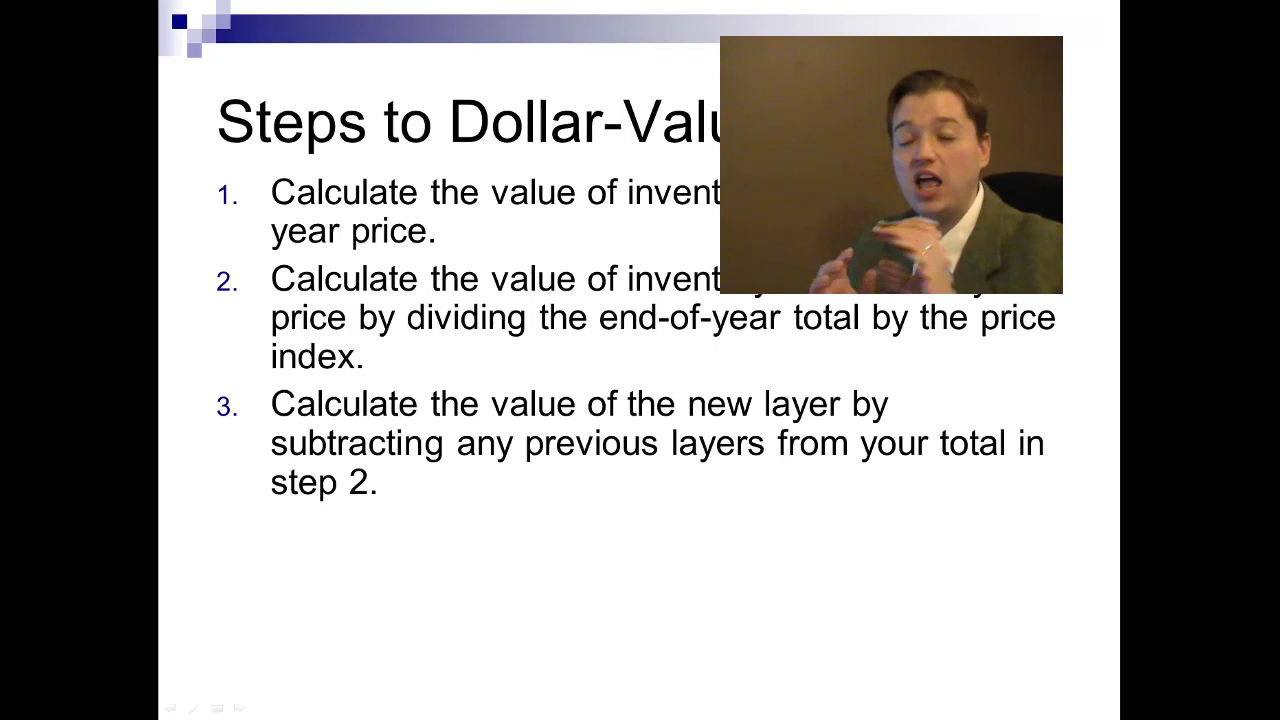 Steps to Dollar-Valu
1. Calculate the value of invent
year price.
2. Calculate the value of invent
price by dividing the end-of-year total by the price
index.
3. Calculate the value of the new layer by
subtracting any previous layers from your total in
step 2.